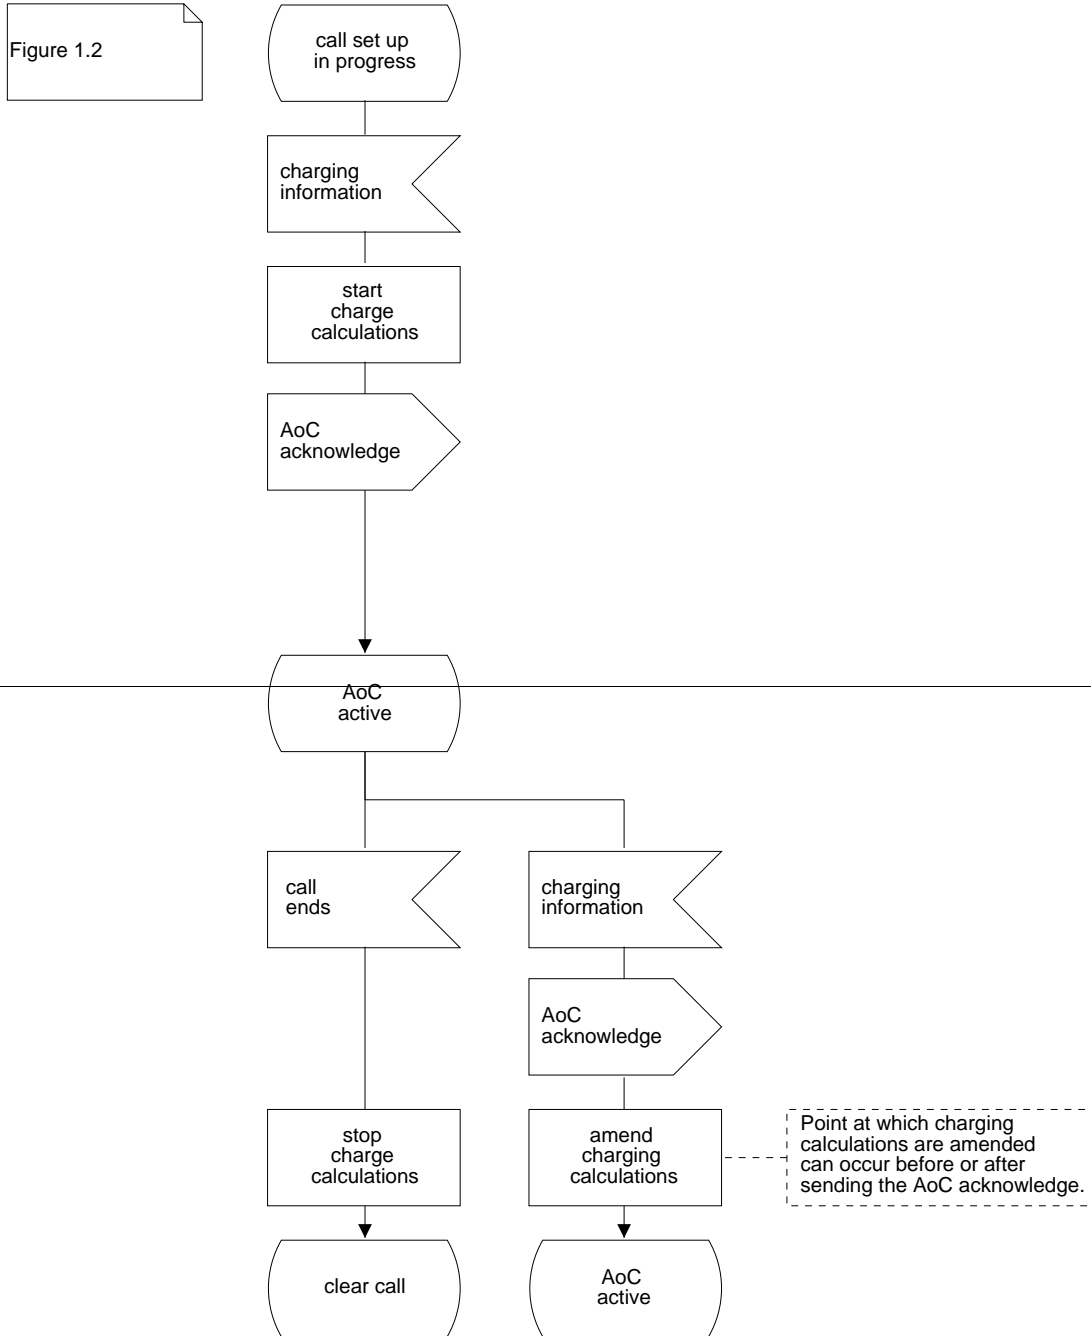 Figure 1.2
call set up
in progress
charging
information
start
charge
calculations
AoC
acknowledge
AoC
active
call
ends
charging
information
AoC
acknowledge
stop
charge
calculations
amend
charging
calculations
Point at which charging
calculations are amended
can occur before or after
sending the AoC acknowledge.
clear call
AoC
active